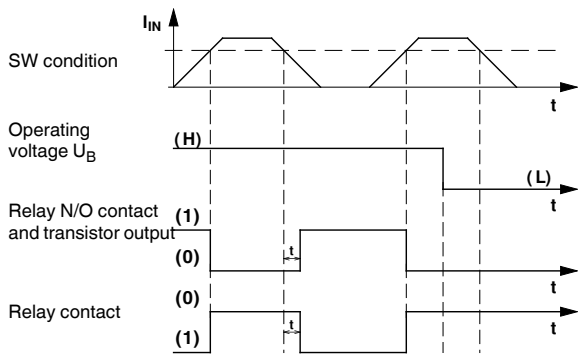 I_IN
SW condition
t
Operating
voltage U_B
(H)
(L)
t
Relay N/O contact
and transistor output
(1)
(0)
t
t
Relay contact
(0)
(1)
t
t